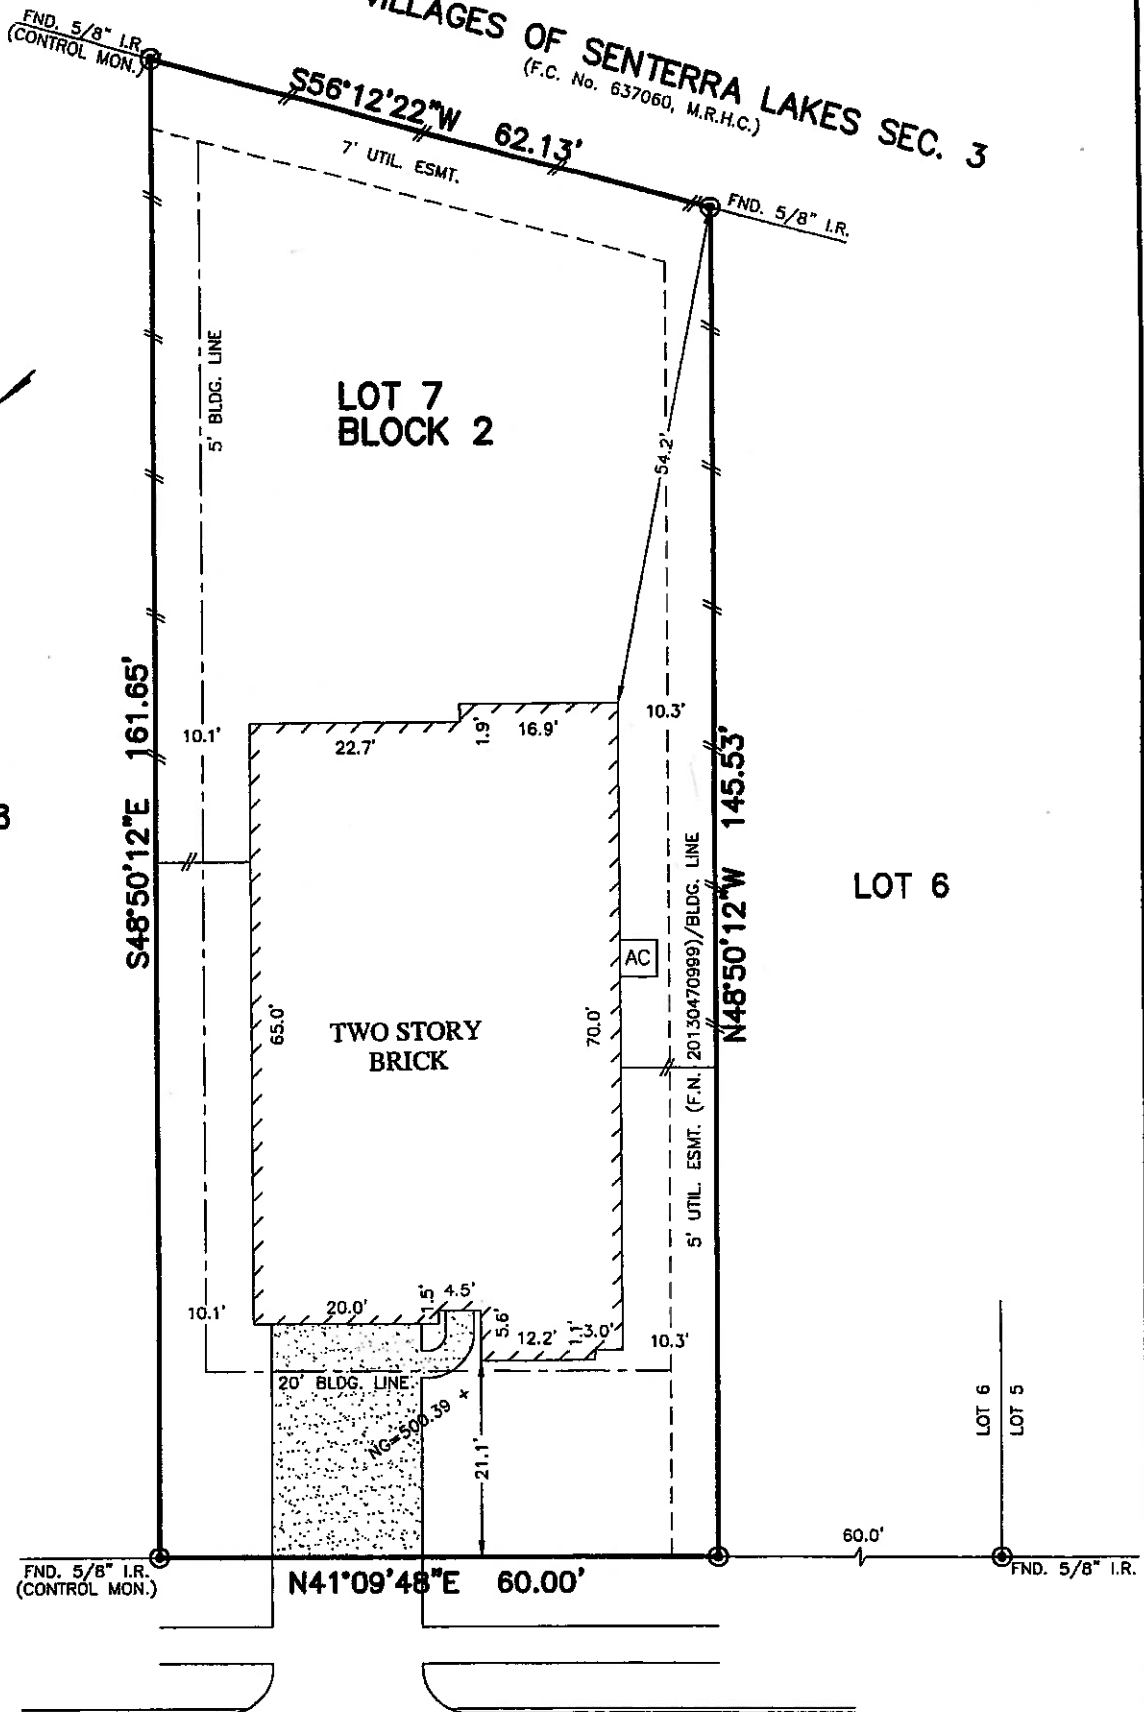 VILLAGES OF SENTERRA LAKES SEC. 3
(F.C. No. 637060, M.R.H.C.)
FND. 5/8" I.R.
(CONTROL MON.)
S56°12'22"W 62.13'
7' UTIL. ESMT.
FND. 5/8" I.R.
5' BLDG. LINE
LOT 7
BLOCK 2
54.2'
S48°50'12"E 161.65'
10.1'
22.7'
1.9'
16.9'
10.3'
N48°50'12"W 145.53'
5' UTIL. ESMT. (F.N. 20130470999)/BLDG. LINE
LOT 6
AC
65.0'
TWO STORY
BRICK
70.0'
10.1'
20.0'
1.5'
4.5'
5.6'
12.2'
1.1'
3.0'
10.3'
20' BLDG. LINE
NG=500.39 x
21.1'
LOT 6
LOT 5
60.0'
FND. 5/8" I.R.
(CONTROL MON.)
N41°09'48"E 60.00'
FND. 5/8" I.R.